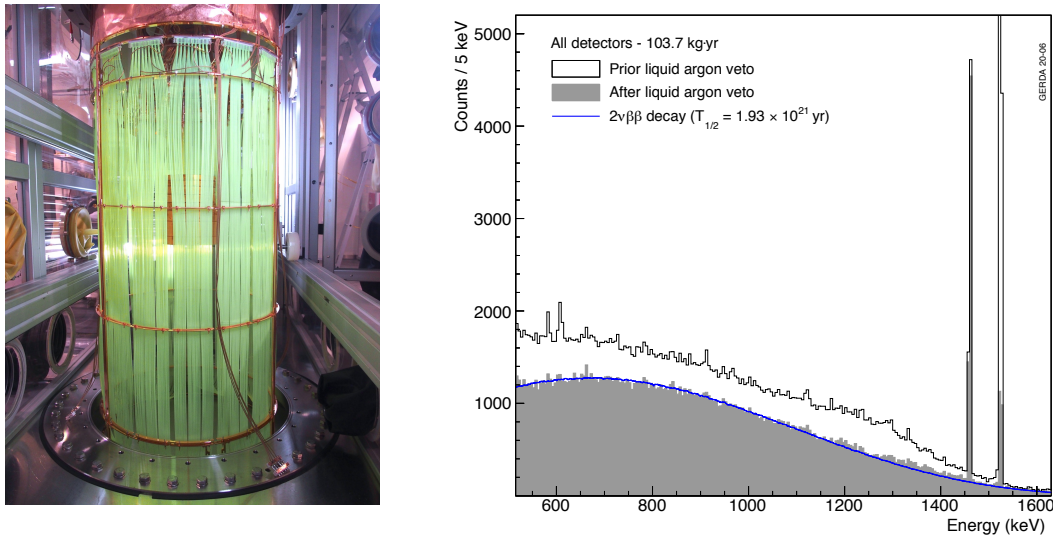 All detectors - 103.7 kg·yr
Prior liquid argon veto
After liquid argon veto
2νββ decay (T1/2 = 1.93 × 10²¹ yr)
GERDA 20-06
Counts / 5 keV
5000
4000
3000
2000
1000
600 800 1000 1200 1400 1600
Energy (keV)